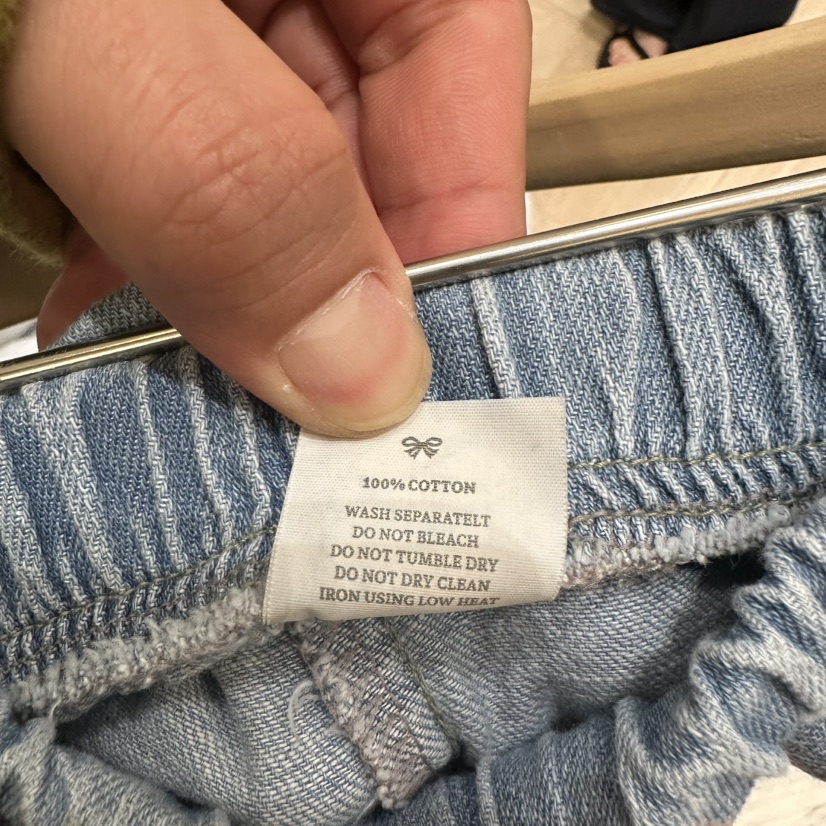 100% COTTON
WASH SEPARATELT
DO NOT BLEACH
DO NOT TUMBLE DRY
DO NOT DRY CLEAN
IRON USING LOW HEAT